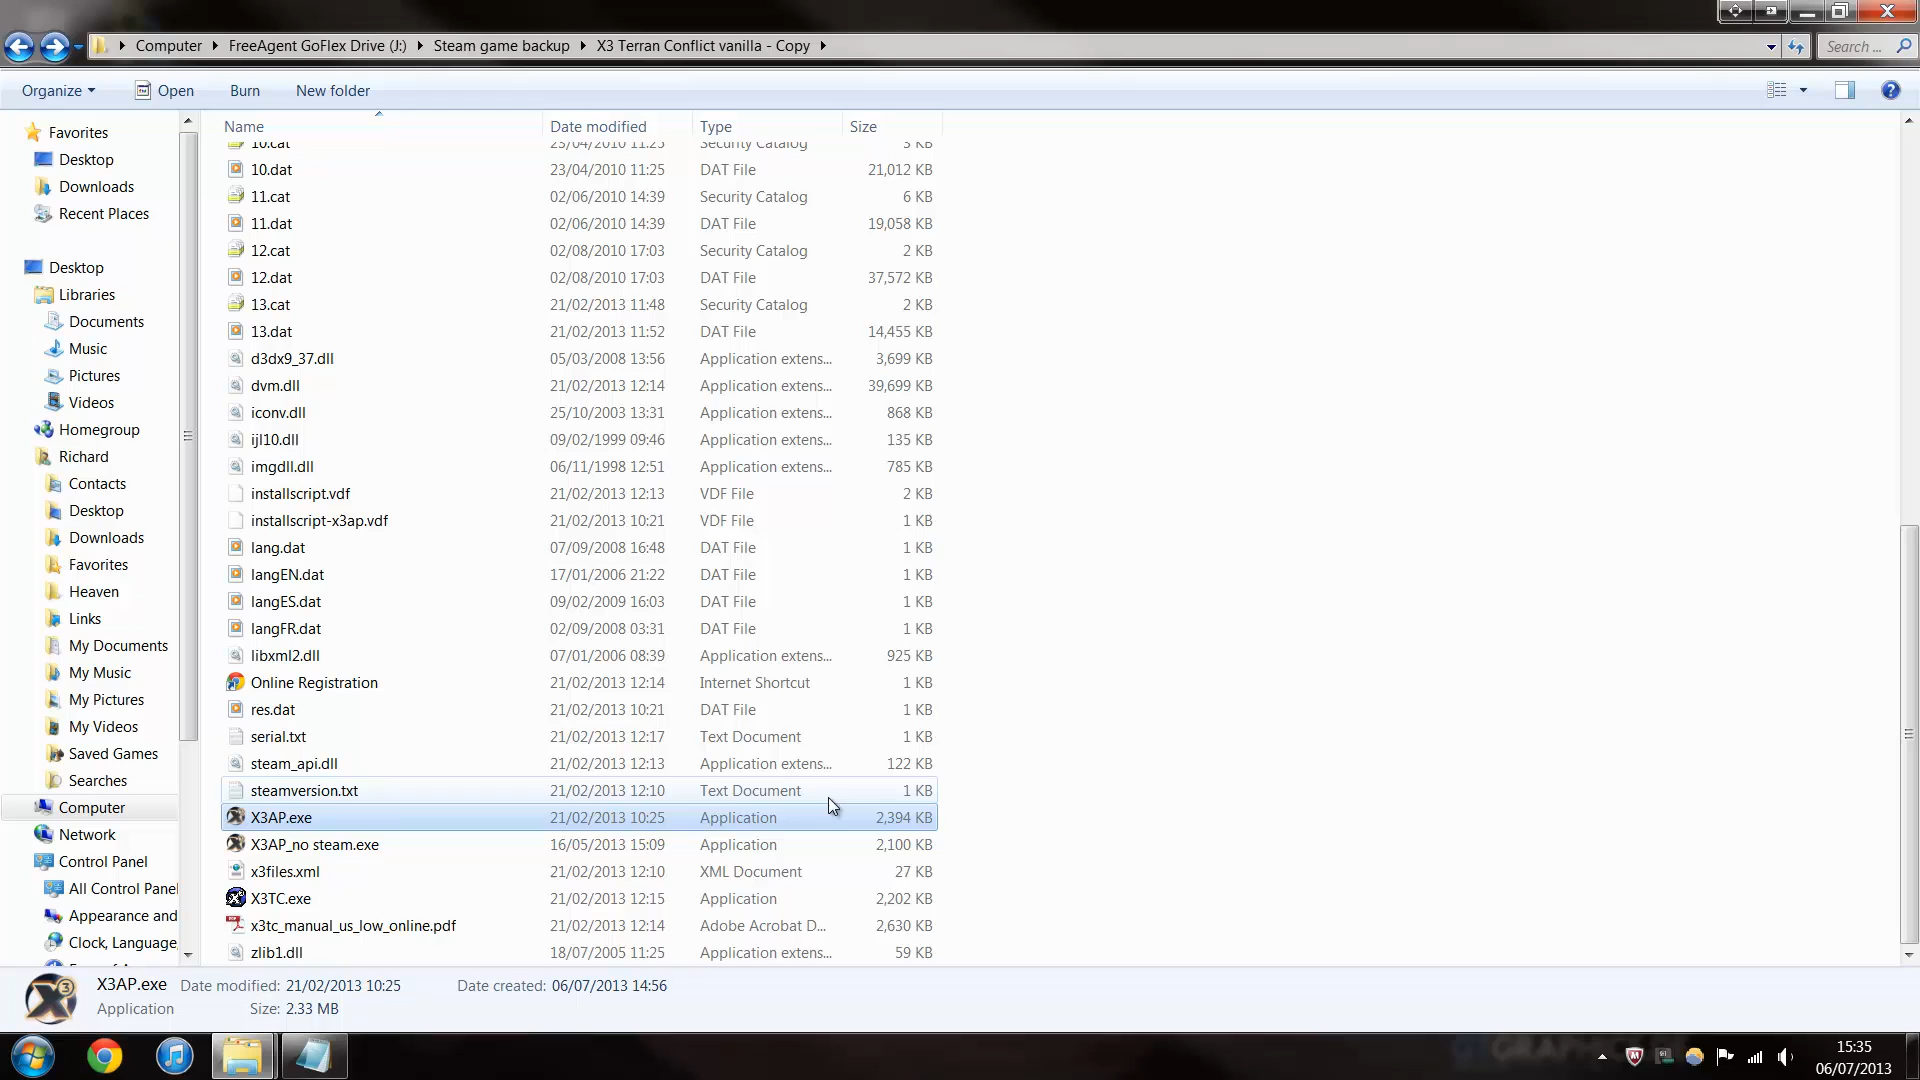 Computer FreeAgent GoFlex Drive (J:) Steam game backup X3 Terran Conflict vanilla - Copy Search ...
Organize Open Burn New folder
Favorites
Desktop
Downloads
Recent Places
Desktop
Libraries
Documents
Music
Pictures
Videos
Homegroup
Richard
Contacts
Desktop
Downloads
Favorites
Heaven
Links
My Documents
My Music
My Pictures
My Videos
Saved Games
Searches
Computer
Network
Control Panel
All Control Panel
Appearance and
Clock, Language,
Name Date modified Type Size
10.cat 23/04/2010 11:25 Security Catalog 3 KB
10.dat 23/04/2010 11:25 DAT File 21,012 KB
11.cat 02/06/2010 14:39 Security Catalog 6 KB
11.dat 02/06/2010 14:39 DAT File 19,058 KB
12.cat 02/08/2010 17:03 Security Catalog 2 KB
12.dat 02/08/2010 17:03 DAT File 37,572 KB
13.cat 21/02/2013 11:48 Security Catalog 2 KB
13.dat 21/02/2013 11:52 DAT File 14,455 KB
d3dx9_37.dll 05/03/2008 13:56 Application extens... 3,699 KB
dvm.dll 21/02/2013 12:14 Application extens... 39,699 KB
iconv.dll 25/10/2003 13:31 Application extens... 868 KB
ijl10.dll 09/02/1999 09:46 Application extens... 135 KB
imgdll.dll 06/11/1998 12:51 Application extens... 785 KB
installscript.vdf 21/02/2013 12:13 VDF File 2 KB
installscript-x3ap.vdf 21/02/2013 10:21 VDF File 1 KB
lang.dat 07/09/2008 16:48 DAT File 1 KB
langEN.dat 17/01/2006 21:22 DAT File 1 KB
langES.dat 09/02/2009 16:03 DAT File 1 KB
langFR.dat 02/09/2008 03:31 DAT File 1 KB
libxml2.dll 07/01/2006 08:39 Application extens... 925 KB
Online Registration 21/02/2013 12:14 Internet Shortcut 1 KB
res.dat 21/02/2013 10:21 DAT File 1 KB
serial.txt 21/02/2013 12:17 Text Document 1 KB
steam_api.dll 21/02/2013 12:13 Application extens... 122 KB
steamversion.txt 21/02/2013 12:10 Text Document 1 KB
X3AP.exe 21/02/2013 10:25 Application 2,394 KB
X3AP_no steam.exe 16/05/2013 15:09 Application 2,100 KB
x3files.xml 21/02/2013 12:10 XML Document 27 KB
X3TC.exe 21/02/2013 12:15 Application 2,202 KB
x3tc_manual_us_low_online.pdf 21/02/2013 12:14 Adobe Acrobat D... 2,630 KB
zlib1.dll 18/07/2005 11:25 Application extens... 59 KB
X3AP.exe Date modified: 21/02/2013 10:25 Date created: 06/07/2013 14:56
Application Size: 2.33 MB
15:35
06/07/2013